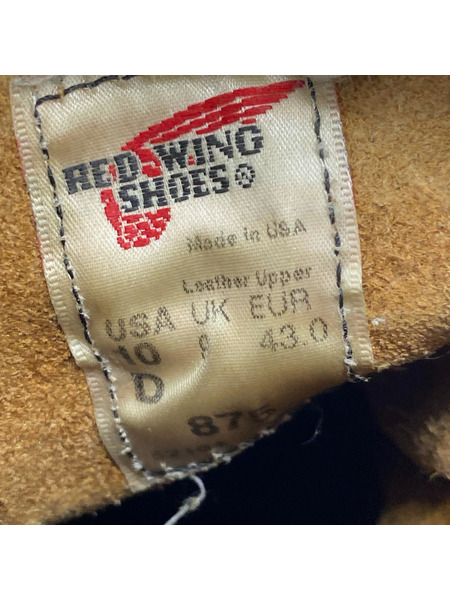 RED WING
SHOES®
Made in USA
Leather Upper
USA UK EUR
10 9 43.0
D
875